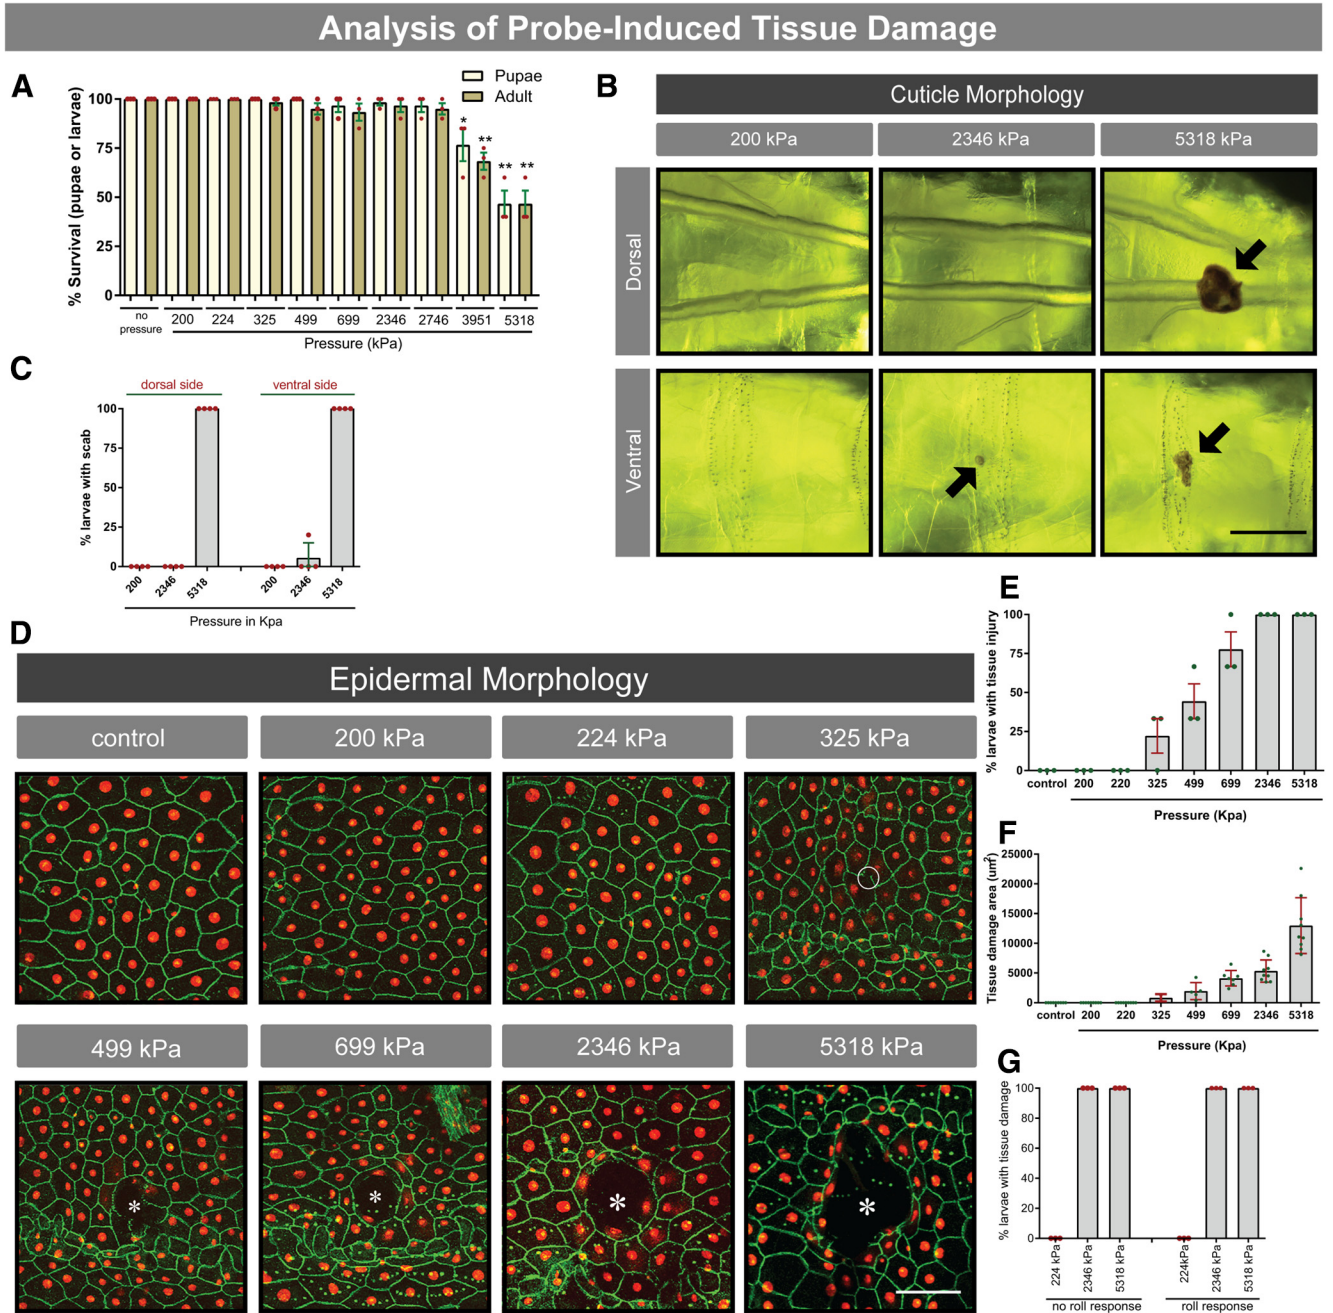 Analysis of Probe-Induced Tissue Damage
A
% Survival (pupae or larvae)
100
75
50
25
0
Pupae
Adult
*
**
**
**
no pressure
200
224
325
499
699
2346
2746
3951
5318
Pressure (kPa)
B
Cuticle Morphology
200 kPa
2346 kPa
5318 kPa
Dorsal
Ventral
C
dorsal side
ventral side
% larvae with scab
100
75
50
25
0
200
2346
5318
200
2346
5318
Pressure in Kpa
D
Epidermal Morphology
control
200 kPa
224 kPa
325 kPa
499 kPa
699 kPa
2346 kPa
5318 kPa
*
*
*
*
E
% larvae with tissue injury
100
75
50
25
0
control
200
220
325
499
699
2346
5318
Pressure (Kpa)
F
Tissue damage area (um²)
25000
20000
15000
10000
5000
0
control
200
220
325
499
699
2346
5318
Pressure (Kpa)
G
% larvae with tissue damage
100
80
60
40
20
0
224 kPa
2346 kPa
5318 kPa
224kPa
2346 kPa
5318 kPa
no roll response
roll response